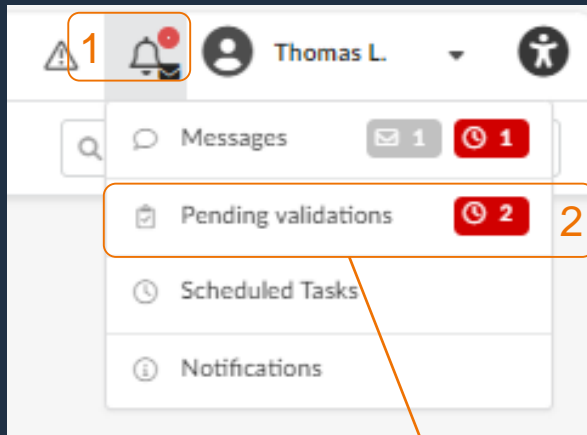 1
Thomas L.
Messages 1 1
Pending validations 2 2
Scheduled Tasks
Notifications